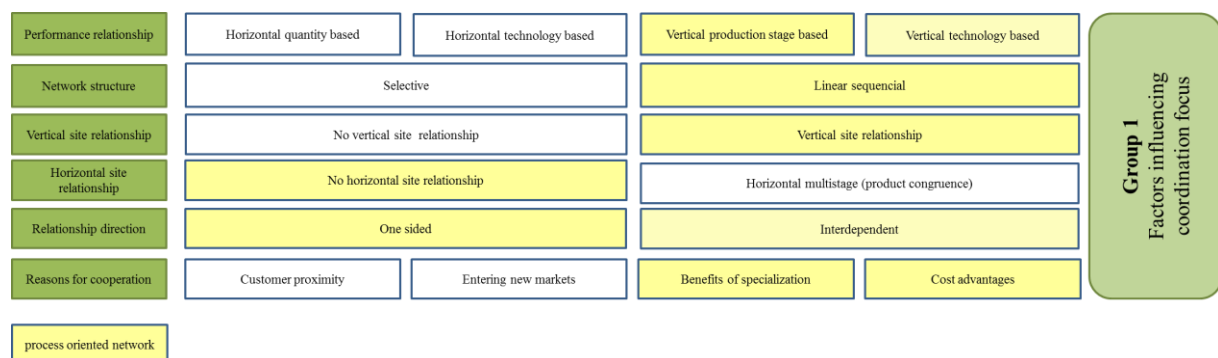 Performance relationship
Horizontal quantity based
Horizontal technology based
Vertical production stage based
Vertical technology based
Network structure
Selective
Linear sequencial
Vertical site relationship
No vertical site relationship
Vertical site relationship
Horizontal site
relationship
No horizontal site relationship
Horizontal multistage (product congruence)
Relationship direction
One sided
Interdependent
Reasons for cooperation
Customer proximity
Entering new markets
Benefits of specialization
Cost advantages
Group 1
Factors influencing
coordination focus
process oriented network